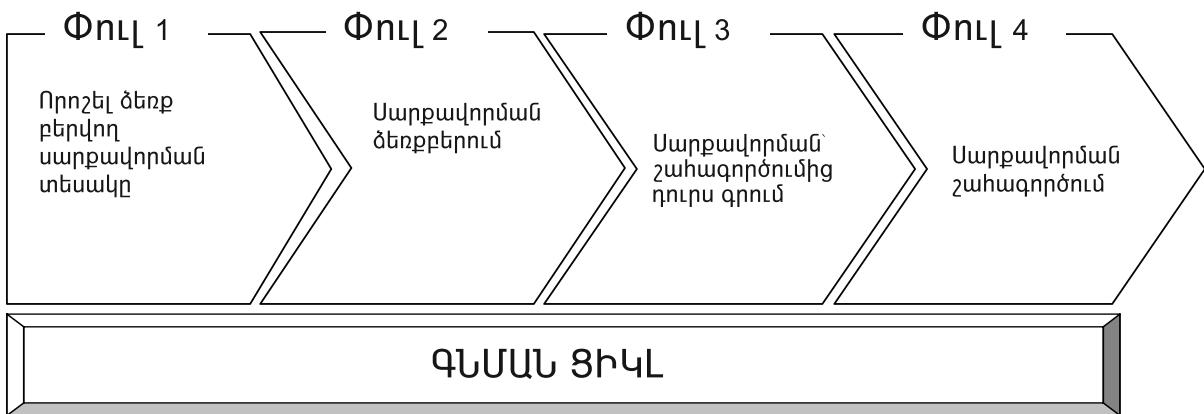 Փուլ 1
Որոշել ձեռք
բերվող
սարքավորման
տեսակը
Փուլ 2
Սարքավորման
ձեռքբերում
Փուլ 3
Սարքավորման՝
շահագործումից
դուրս գրում
Փուլ 4
Սարքավորման
շահագործում
ԳՆՄԱՆ ՑԻԿԼ